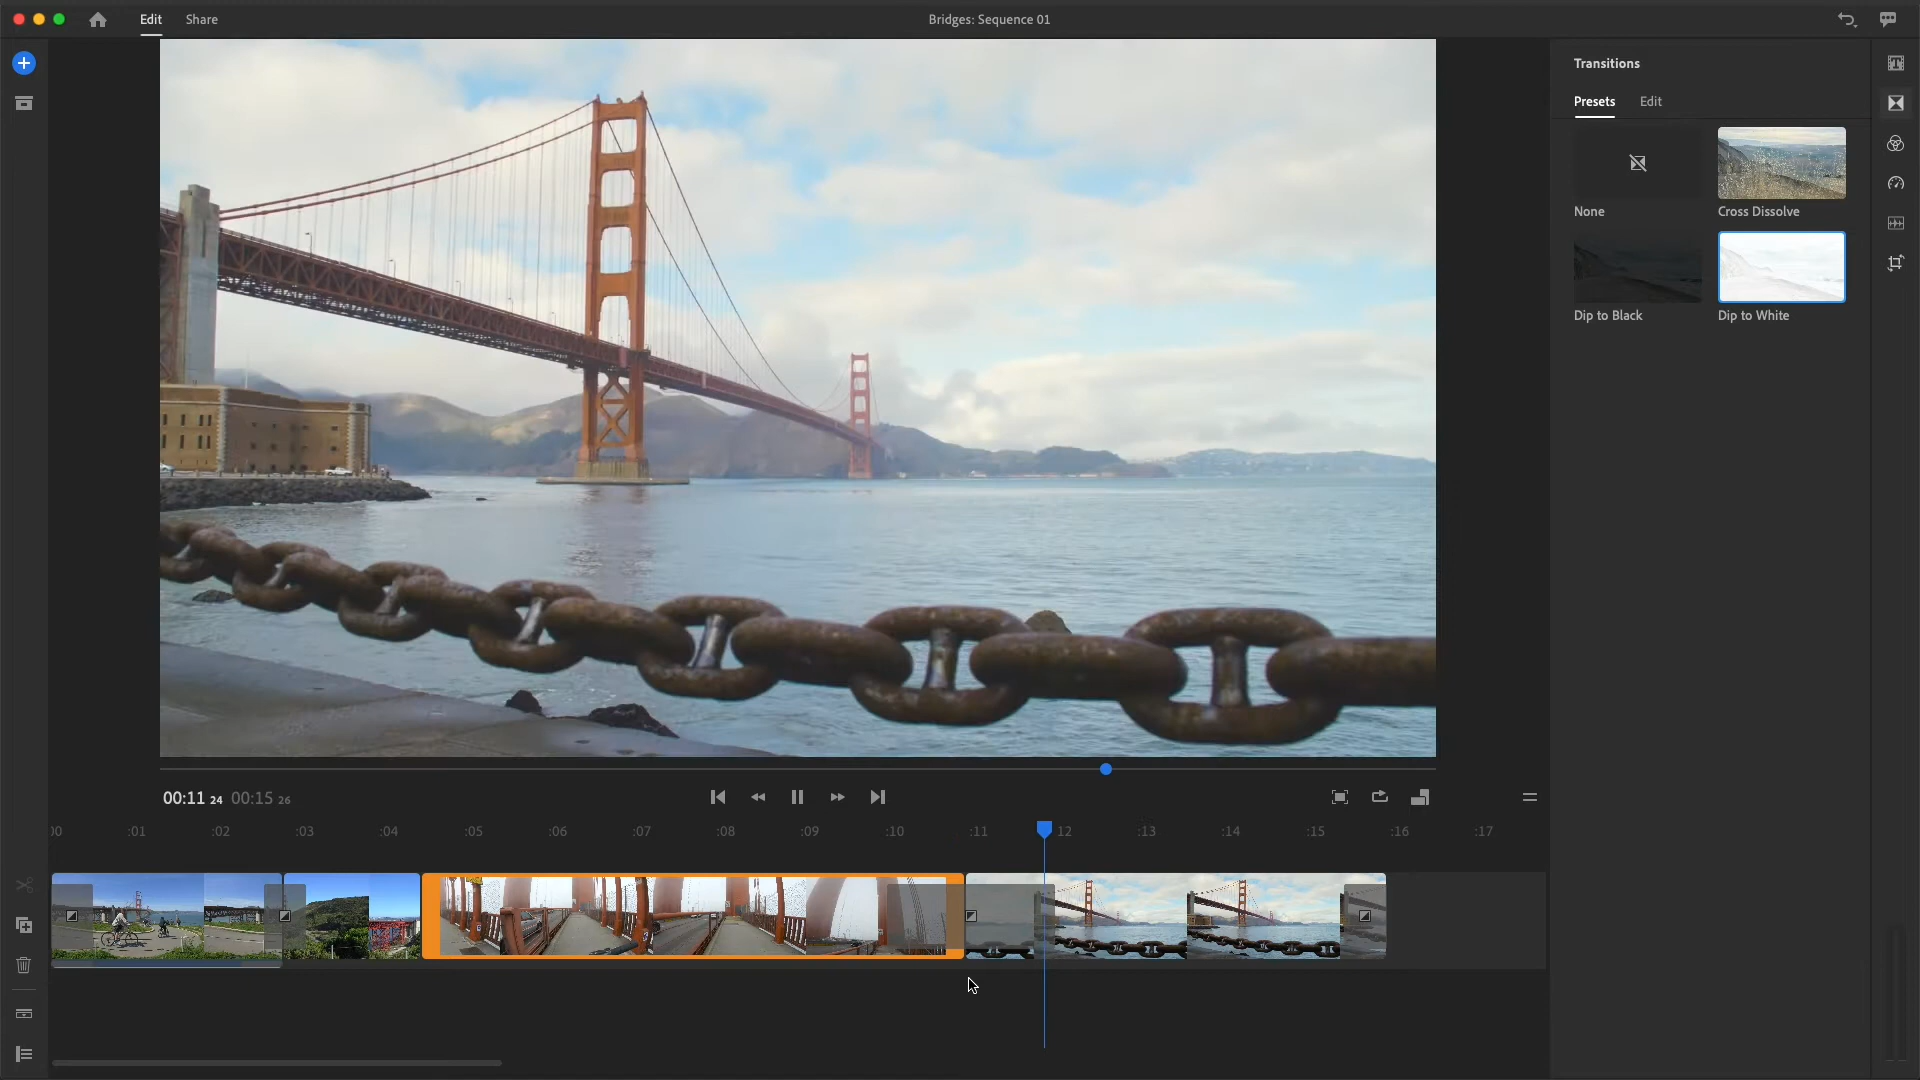 Edit Share Bridges: Sequence 01
Transitions
Presets Edit
None Cross Dissolve
Dip to Black Dip to White
00:11 24 00:15 26
00 :01 :02 :03 :04 :05 :06 :07 :08 :09 :10 :11 12 :13 :14 :15 :16 :17